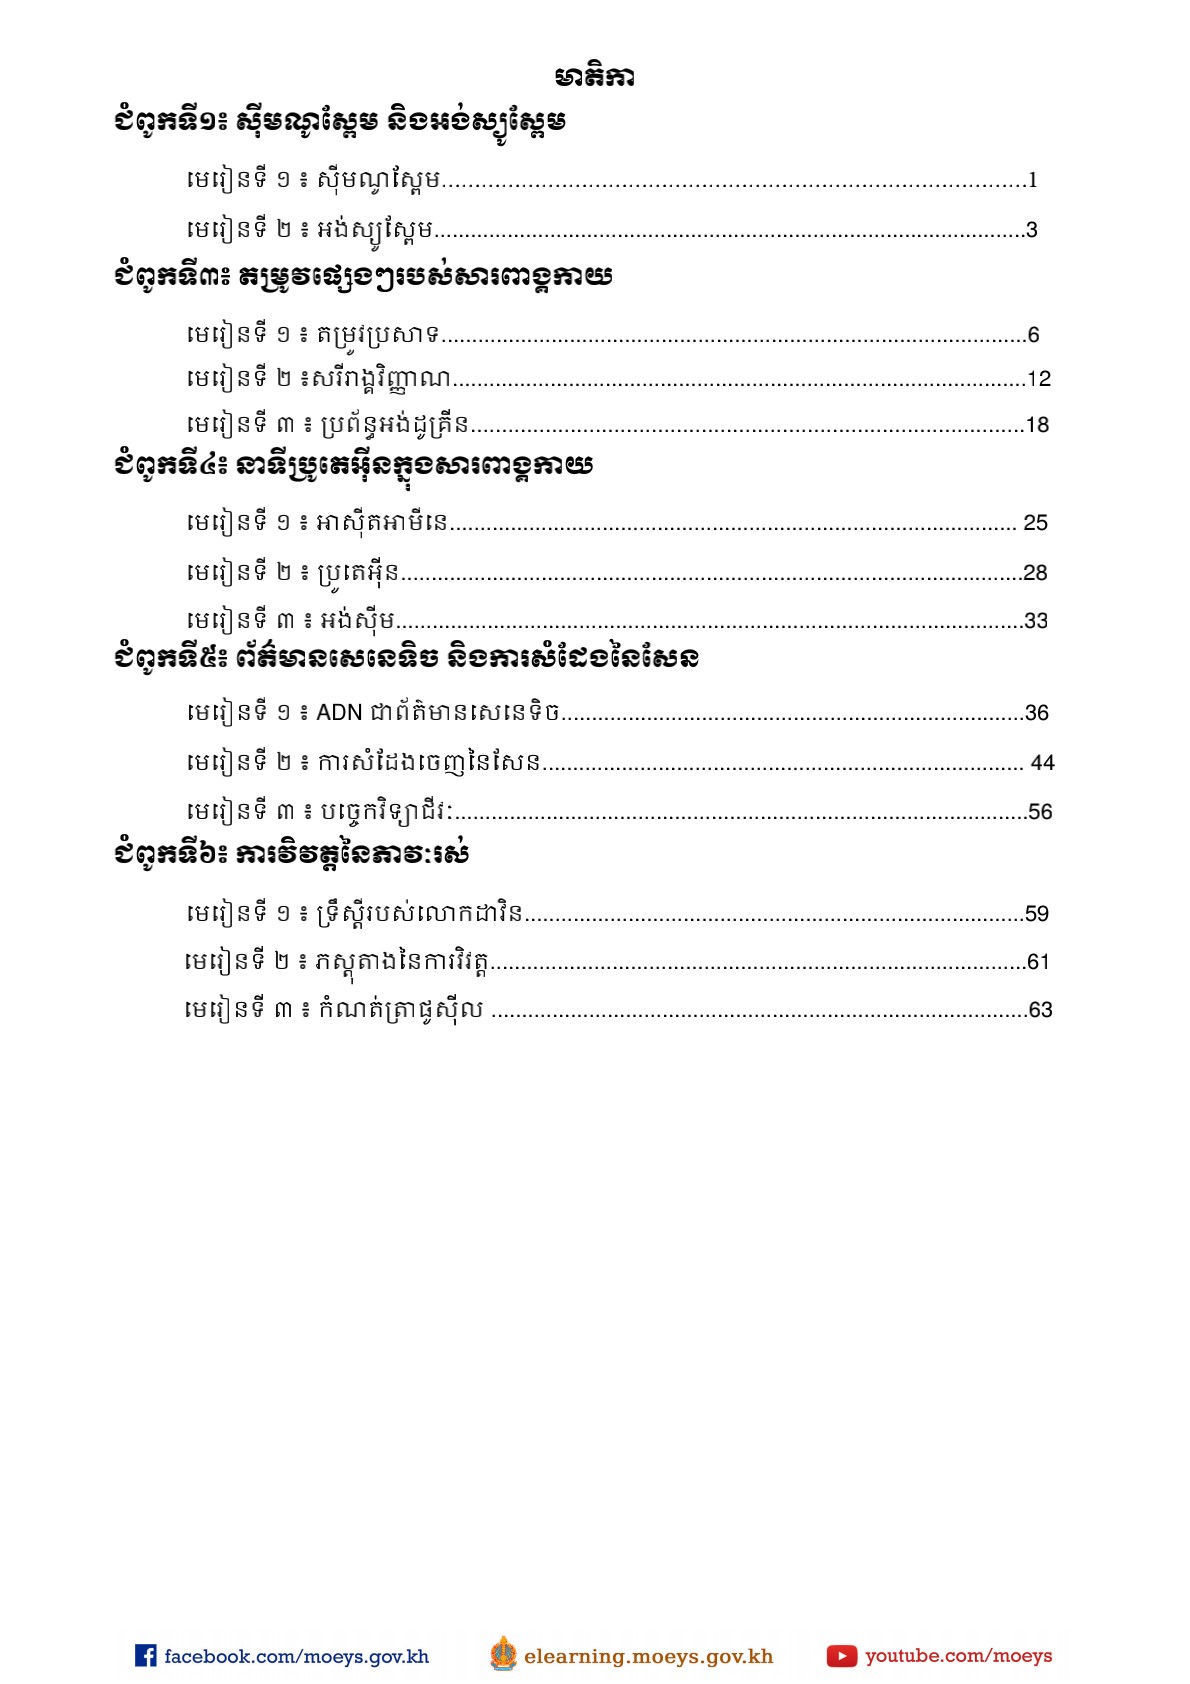 មាតិកា
ជំពូកទី១៖ ស៊ីមណូស្ពែម និងអង់ស្យូស្ពែម
មេរៀនទី ១ ៖ ស៊ីមណូស្ពែម........................................................................................1
មេរៀនទី ២ ៖ អង់ស្យូស្ពែម.................................................................................................3
ជំពូកទី៣៖ តម្រូវផ្សេងៗរបស់សារពាង្គកាយ
មេរៀនទី ១ ៖ តម្រូវប្រសាទ................................................................................................6
មេរៀនទី ២ ៖សរីរាង្គវិញ្ញាណ..............................................................................................12
មេរៀនទី ៣ ៖ ប្រព័ន្ធអង់ដូគ្រីន...........................................................................................18
ជំពូកទី៤៖ នាទីប្រូតេអ៊ីនក្នុងសារពាង្គកាយ
មេរៀនទី ១ ៖ អាស៊ីតអាមីនេ............................................................................................. 25
មេរៀនទី ២ ៖ ប្រូតេអ៊ីន......................................................................................................28
មេរៀនទី ៣ ៖ អង់ស៊ីម.......................................................................................................33
ជំពូកទី៥៖ ព័ត៌មានសេនេទិច និងការសំដែងនៃសែន
មេរៀនទី ១ ៖ ADN ជាព័ត៌មានសេនេទិច............................................................................36
មេរៀនទី ២ ៖ ការសំដែងចេញនៃសែន............................................................................... 44
មេរៀនទី ៣ ៖ បច្ចេកវិទ្យាជីវៈ..............................................................................................56
ជំពូកទី៦៖ ការវិវត្តនៃភាវៈរស់
មេរៀនទី ១ ៖ ទ្រឹស្តីរបស់លោកដាវិន..................................................................................59
មេរៀនទី ២ ៖ ភស្តុតាងនៃការវិវត្ត........................................................................................61
មេរៀនទី ៣ ៖ កំណត់ត្រាផូស៊ីល ........................................................................................63
facebook.com/moeys.gov.kh elearning.moeys.gov.kh youtube.com/moeys